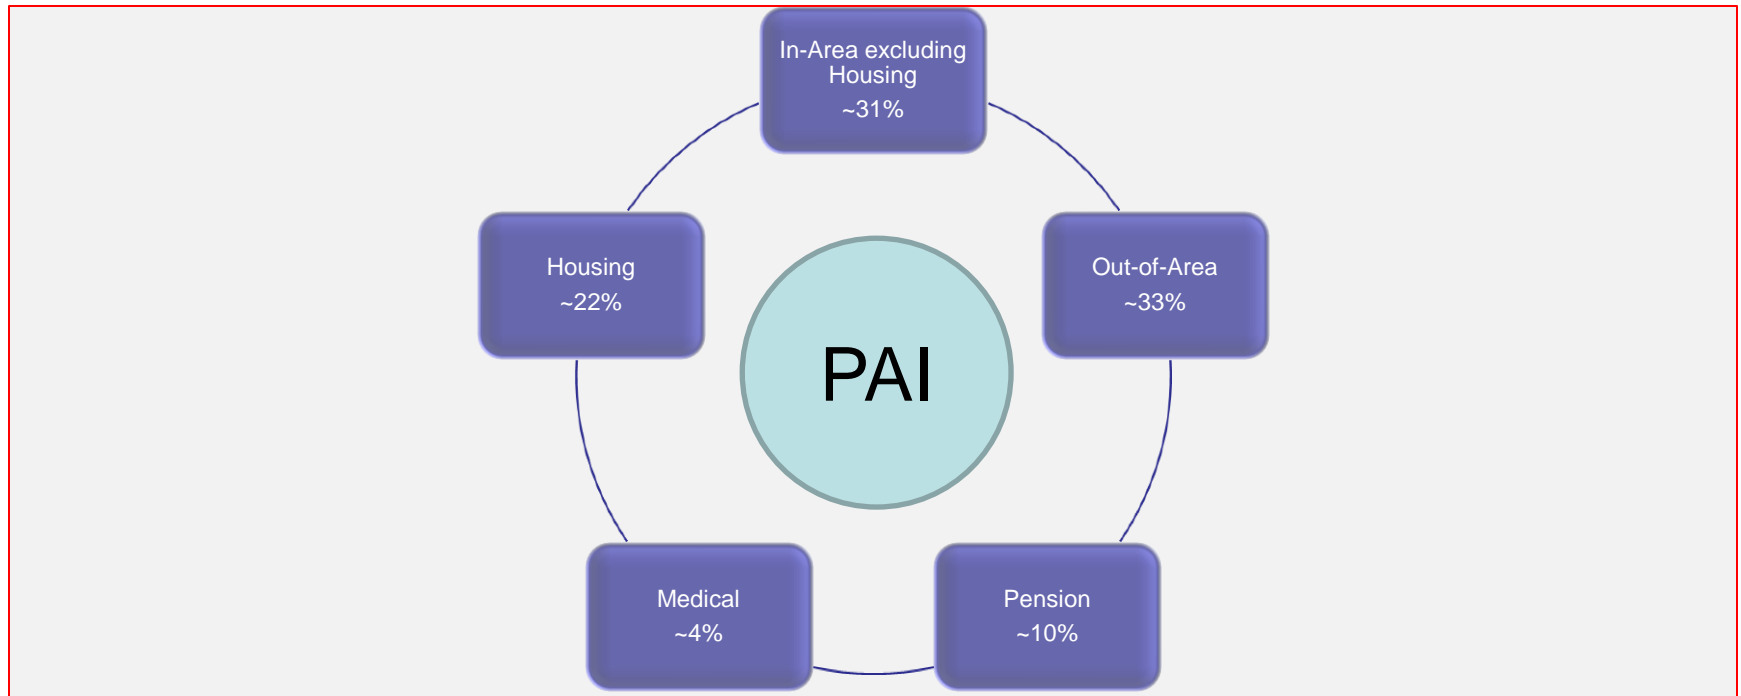 In-Area excluding
Housing
~31%
Housing
~22%
Out-of-Area
~33%
PAI
Medical
~4%
Pension
~10%